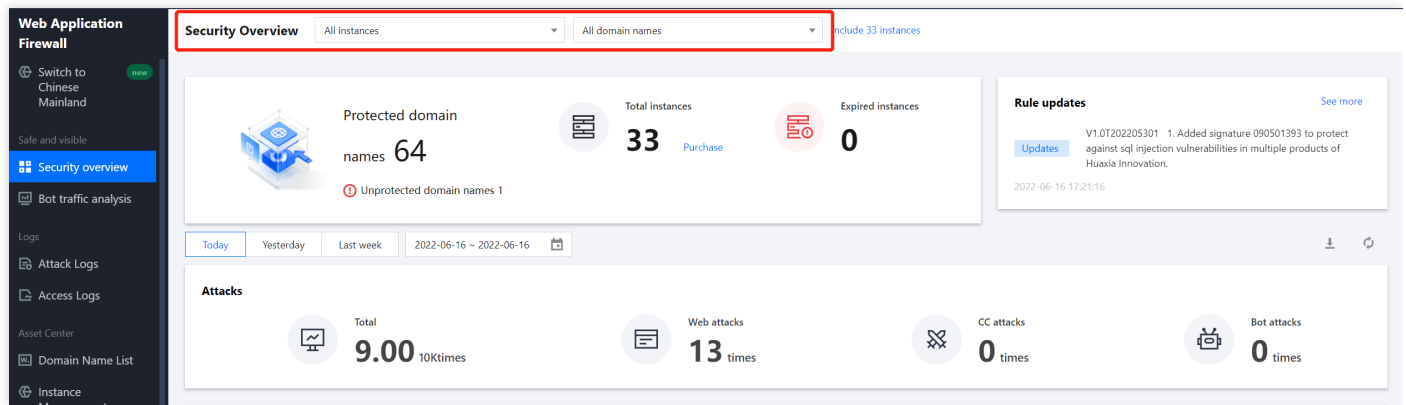 Web Application
Firewall
Switch to
Chinese
Mainland
new
Safe and visible
Security overview
Bot traffic analysis
Logs
Attack Logs
Access Logs
Asset Center
Domain Name List
Instance
Security Overview
All instances
All domain names
nclude 33 instances
Protected domain
names 64
Unprotected domain names 1
Total instances
33 Purchase
Expired instances
0
Rule updates
See more
Updates
V1.0T202205301 1. Added signature 090501393 to protect
against sql injection vulnerabilities in multiple products of
Huaxia Innovation.
2022-06-16 17:21:16
Today
Yesterday
Last week
2022-06-16 ~ 2022-06-16
Attacks
Total
9.00 10Ktimes
Web attacks
13 times
CC attacks
0 times
Bot attacks
0 times